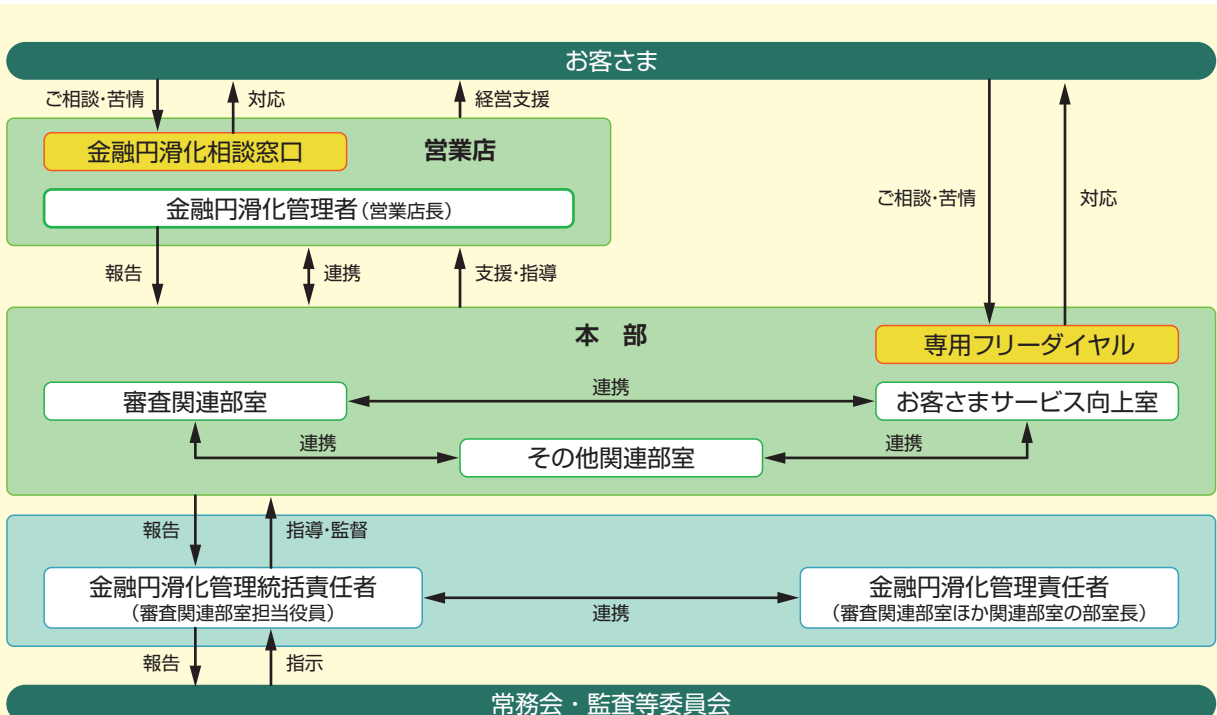 お客さま
ご相談・苦情
対応
経営支援
金融円滑化相談窓口
営業店
金融円滑化管理者(営業店長)
ご相談・苦情
対応
報告
連携
支援・指導
本 部
専用フリーダイヤル
審査関連部室
連携
お客さまサービス向上室
連携
その他関連部室
連携
報告
指導・監督
金融円滑化管理統括責任者
(審査関連部室担当役員)
連携
金融円滑化管理責任者
(審査関連部室ほか関連部室の部室長)
報告
指示
常務会・監査等委員会